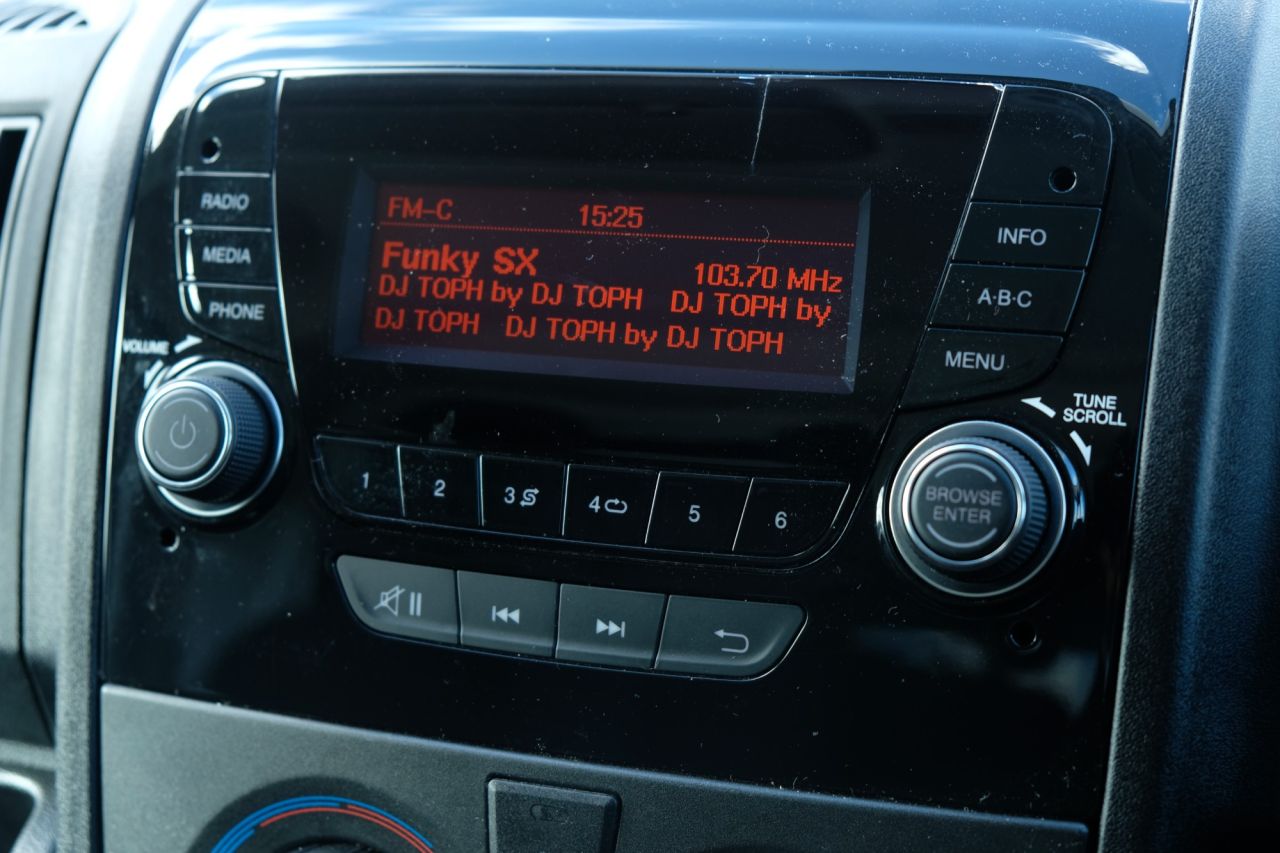 RADIO
MEDIA
PHONE
VOLUME
FM-C 15:25
Funky SX 103.70 MHz
DJ TOPH by DJ TOPH DJ TOPH by
DJ TOPH DJ TOPH by DJ TOPH
INFO
A·B·C
MENU
TUNE
SCROLL
BROWSE
ENTER
1 2 3 4 5 6